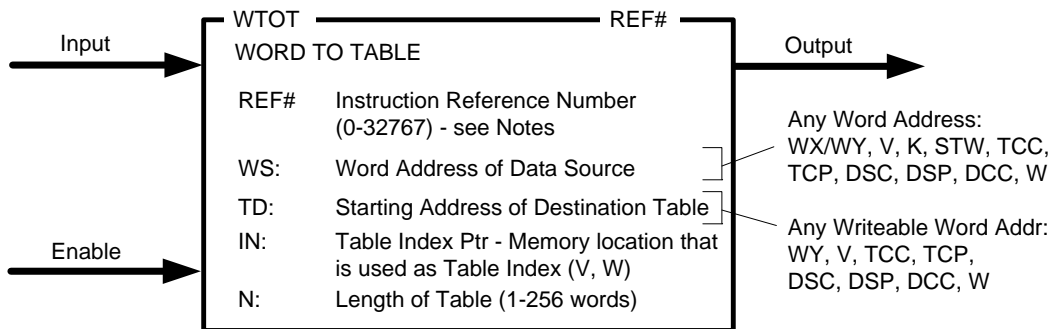 WTOT REF#
Input
Output
WORD TO TABLE
REF# Instruction Reference Number
(0-32767) - see Notes
WS: Word Address of Data Source
TD: Starting Address of Destination Table
IN: Table Index Ptr - Memory location that
is used as Table Index (V, W)
N: Length of Table (1-256 words)
Enable
Any Word Address:
WX/WY, V, K, STW, TCC,
TCP, DSC, DSP, DCC, W
Any Writeable Word Addr:
WY, V, TCC, TCP,
DSC, DSP, DCC, W